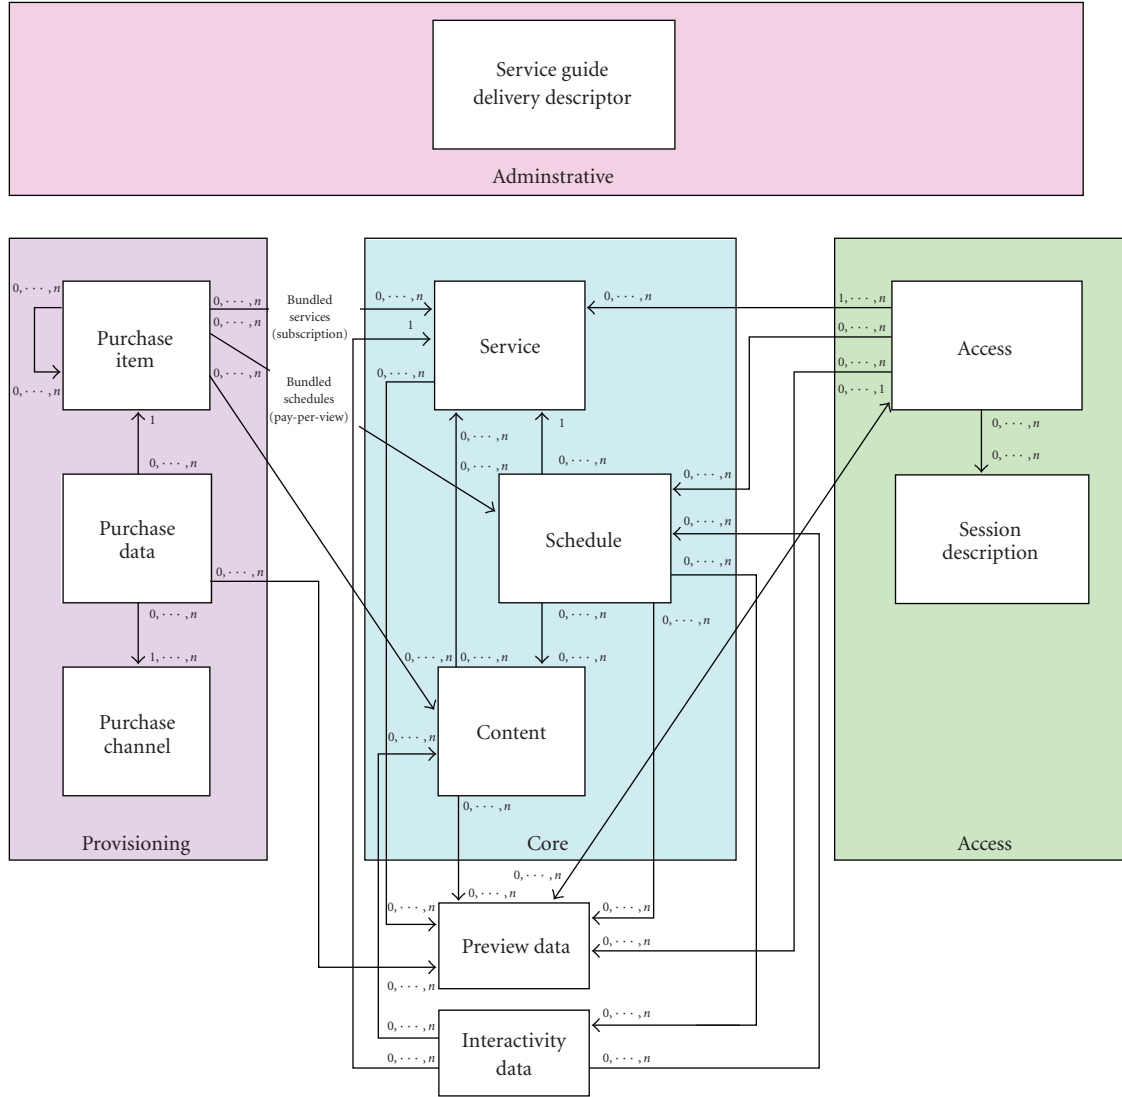 Service guide
delivery descriptor
Adminstrative
0, · · · , n
0, · · · , n
Purchase
item
0, · · · , n
0, · · · , n
0, · · · , n
Bundled
services
(subscription)
Bundled
schedules
(pay-per-view)
0, · · · , n
1
Service
0, · · · , n
0, · · · , n
1, · · · , n
0, · · · , n
0, · · · , n
0, · · · , 1
Access
1
0, · · · , n
0, · · · , n
0, · · · , n
1
0, · · · , n
0, · · · , n
0, · · · , n
Purchase
data
0, · · · , n
0, · · · , n
Schedule
0, · · · , n
0, · · · , n
0, · · · , n
Session
description
0, · · · , n
1, · · · , n
0, · · · , n
0, · · · , n
0, · · · , n
0, · · · , n
0, · · · , n
Purchase
channel
0, · · · , n
Content
0, · · · , n
Provisioning
Core
Access
0, · · · , n
0, · · · , n
0, · · · , n
0, · · · , n
Preview data
0, · · · , n
0, · · · , n
0, · · · , n
0, · · · , n
Interactivity
data
0, · · · , n
0, · · · , n